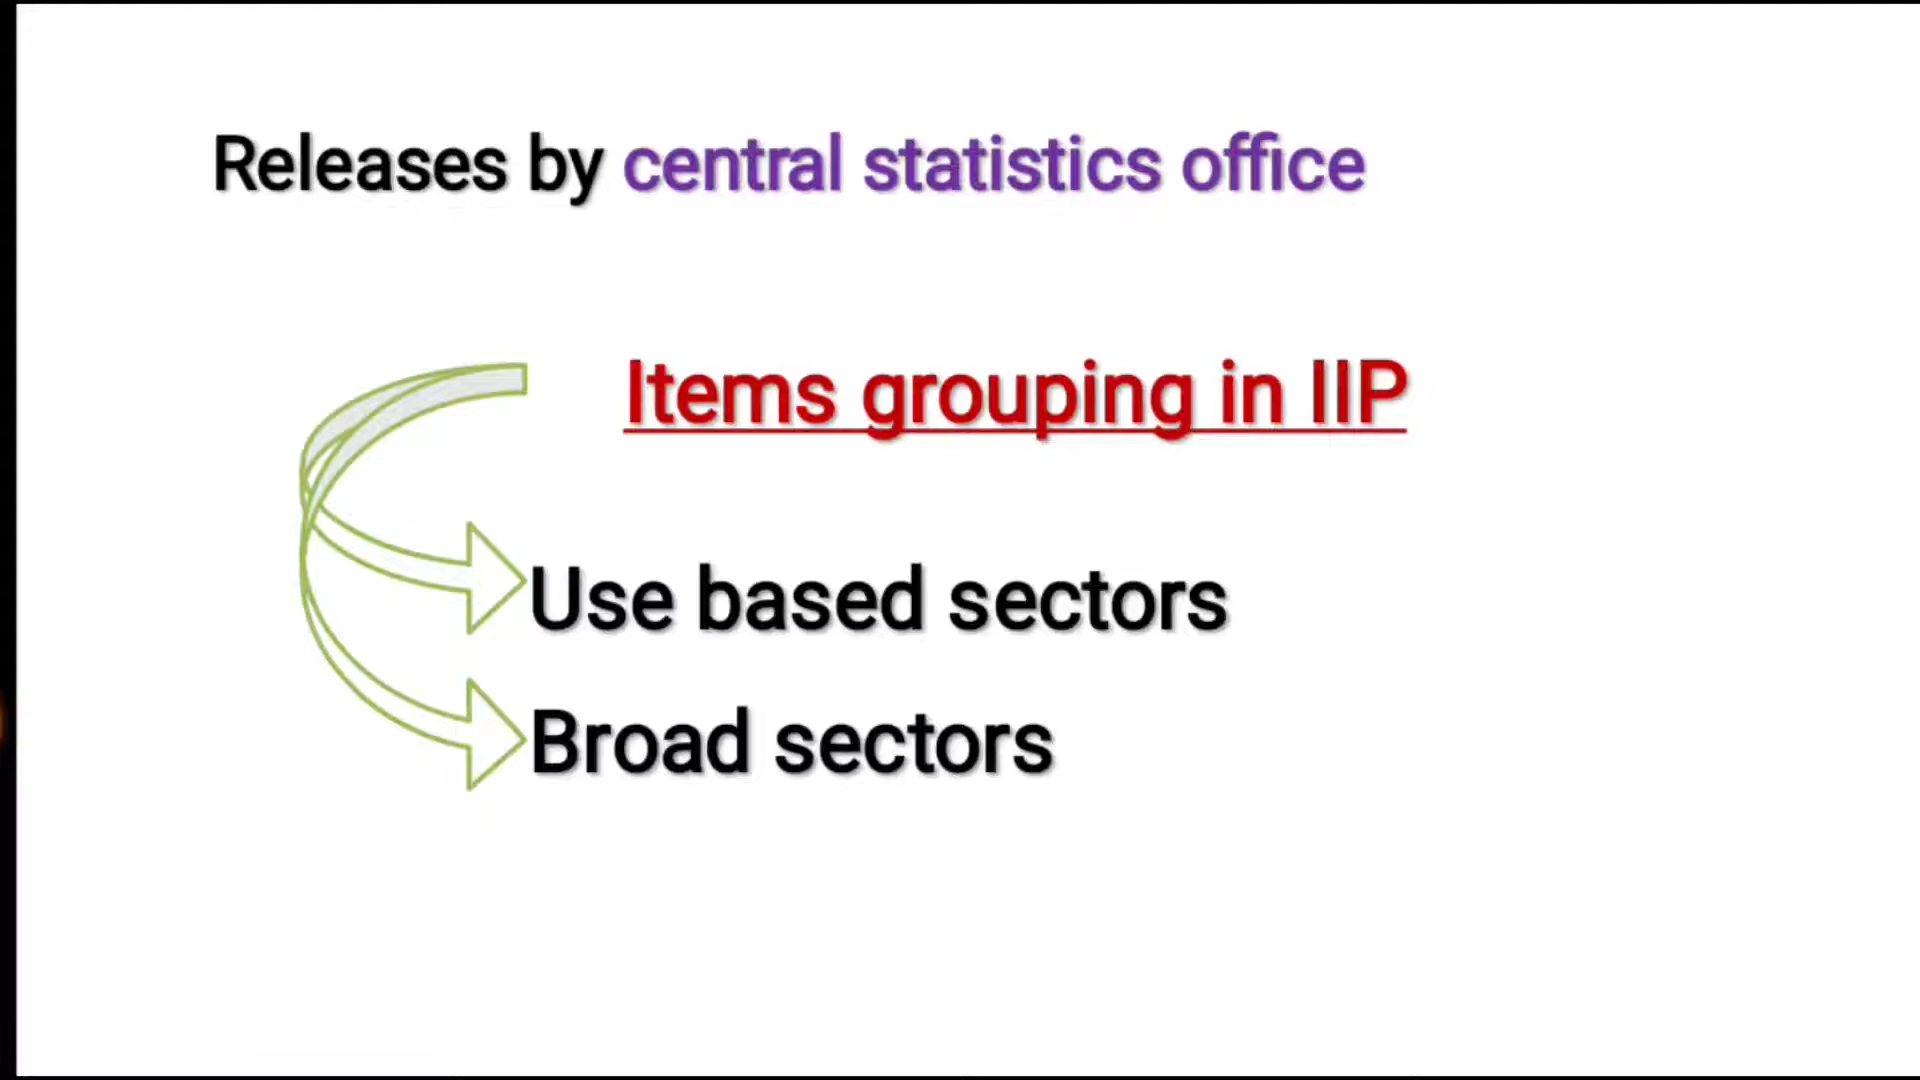 Releases by central statistics office
Items grouping in IIP
Use based sectors
Broad sectors